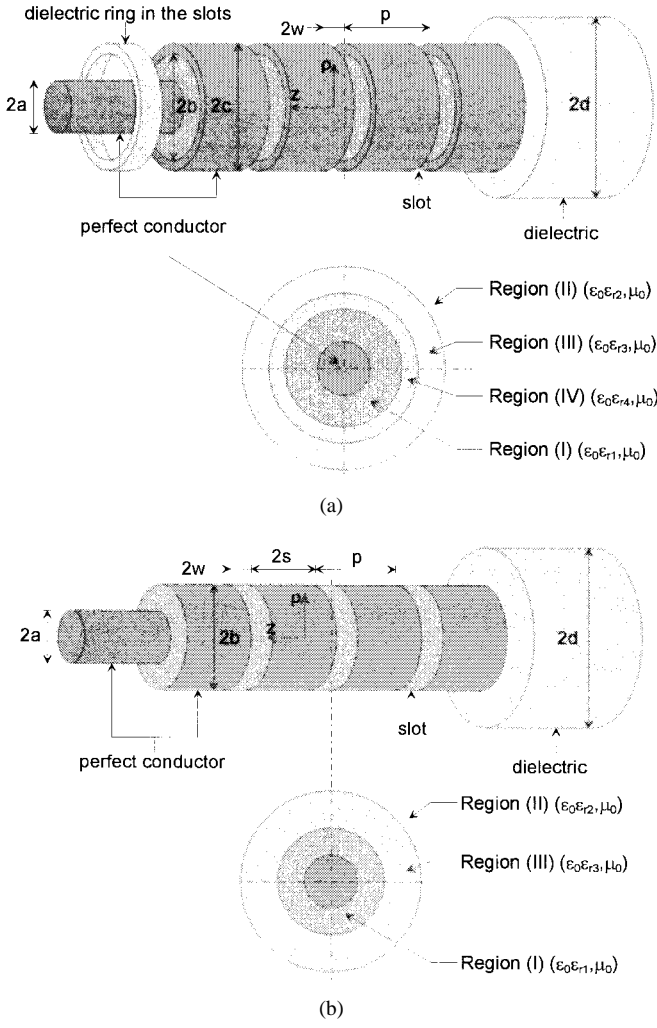 dielectric ring in the slots
2w
p
2a
2b
2c
ρ
z
2d
slot
perfect conductor
dielectric
Region (II) (ε₀εr2,μ₀)
Region (III) (ε₀εr3,μ₀)
Region (IV) (ε₀εr4,μ₀)
Region (I) (ε₀εr1,μ₀)
(a)
2w
2s
p
2a
2b
ρ
z
2d
slot
perfect conductor
dielectric
Region (II) (ε₀εr2,μ₀)
Region (III) (ε₀εr3,μ₀)
Region (I) (ε₀εr1,μ₀)
(b)